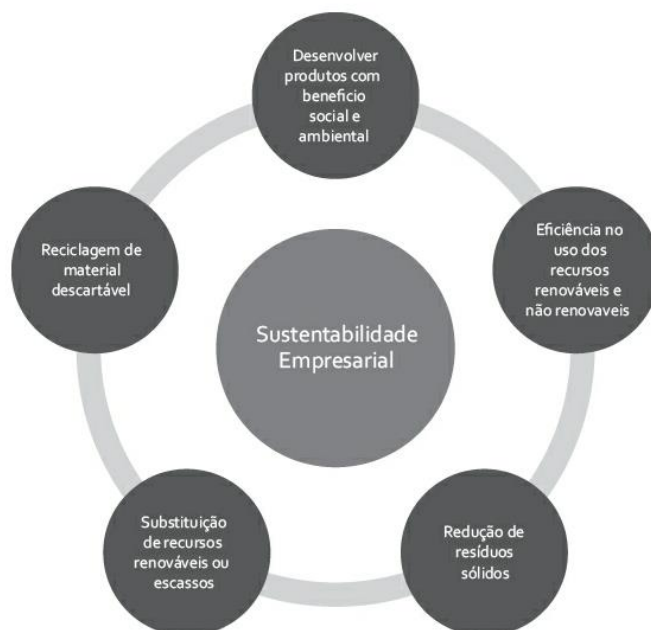 Desenvolver
produtos com
beneficio
social e
ambiental
Eficiência no
uso dos
recursos
renováveis e
não renovaveis
Redução de
resíduos
sólidos
Substituição
de recursos
renováveis ou
escassos
Reciclagem de
material
descartável
Sustentabilidade
Empresarial